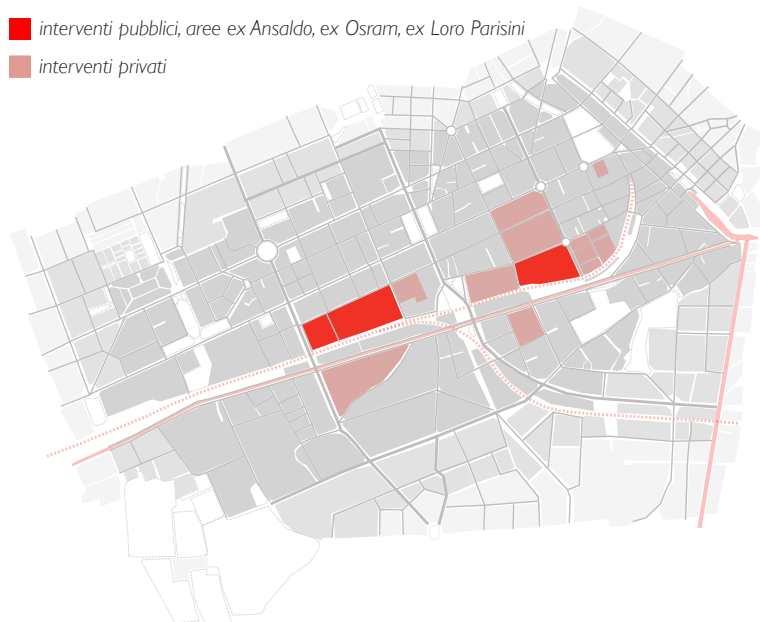 interventi pubblici, aree ex Ansaldo, ex Osram, ex Loro Parisini
interventi privati